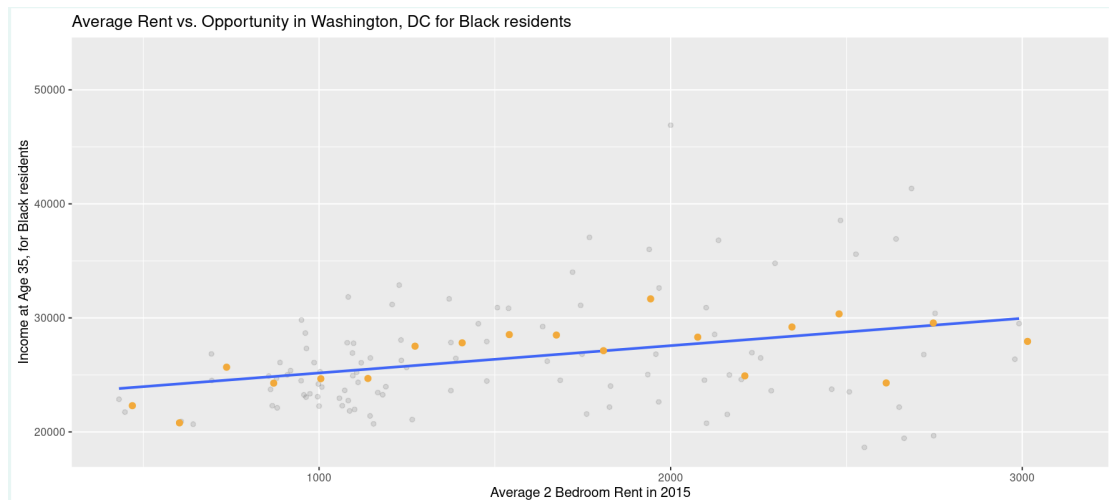 Average Rent vs. Opportunity in Washington, DC for Black residents
Income at Age 35, for Black residents
50000
40000
30000
20000
1000
2000
3000
Average 2 Bedroom Rent in 2015